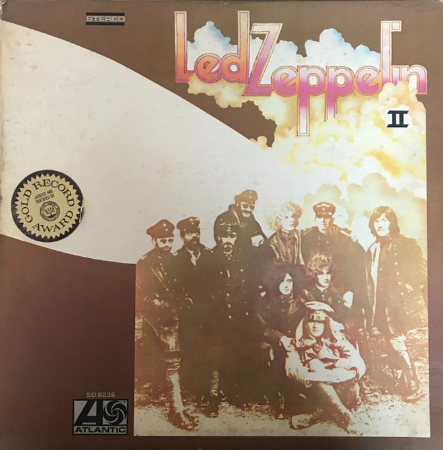 STEREO
Led Zeppelin
II
GOLD RECORD
AWARD
SD 8236
ATLANTIC